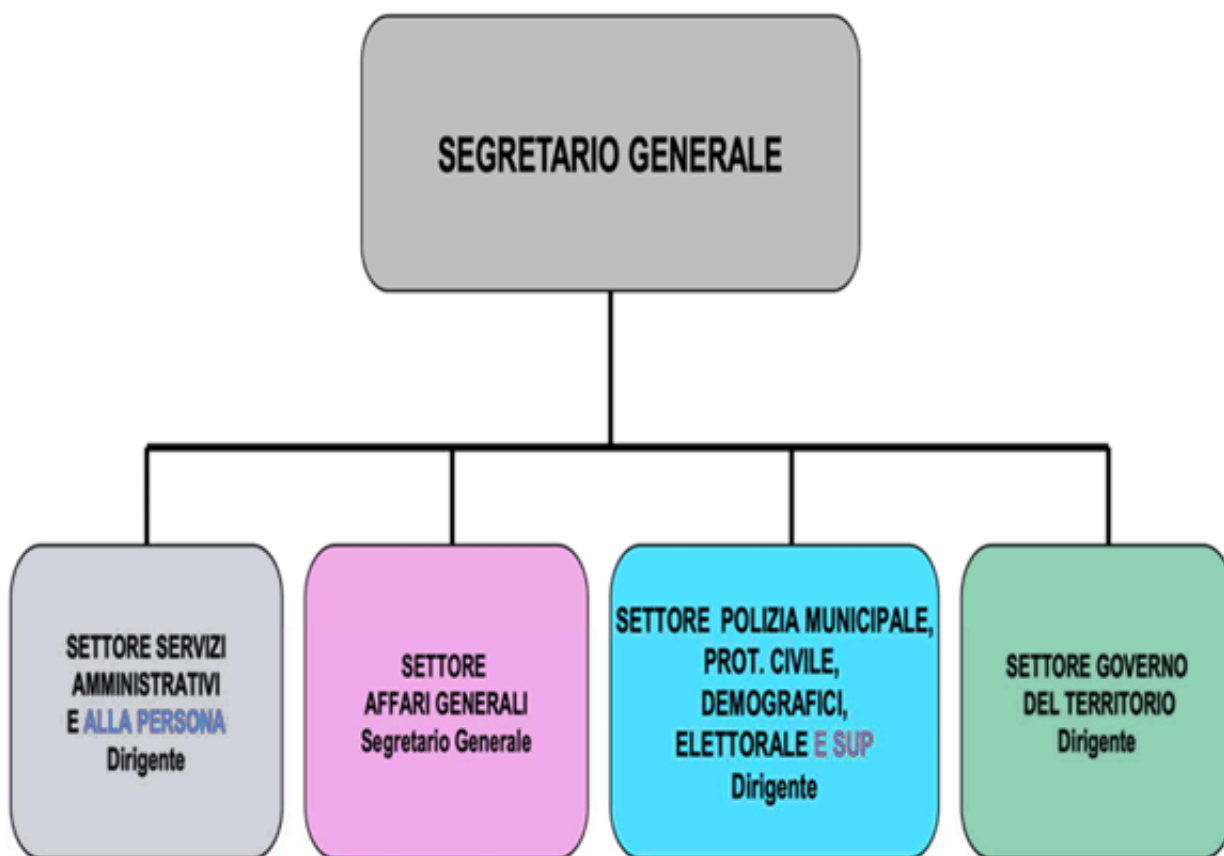 SEGRETARIO GENERALE
SETTORE SERVIZI
AMMINISTRATIVI
E ALLA PERSONA
Dirigente
SETTORE
AFFARI GENERALI
Segretario Generale
SETTORE POLIZIA MUNICIPALE,
PROT. CIVILE,
DEMOGRAFICI,
ELETTORALE E SUP
Dirigente
SETTORE GOVERNO
DEL TERRITORIO
Dirigente